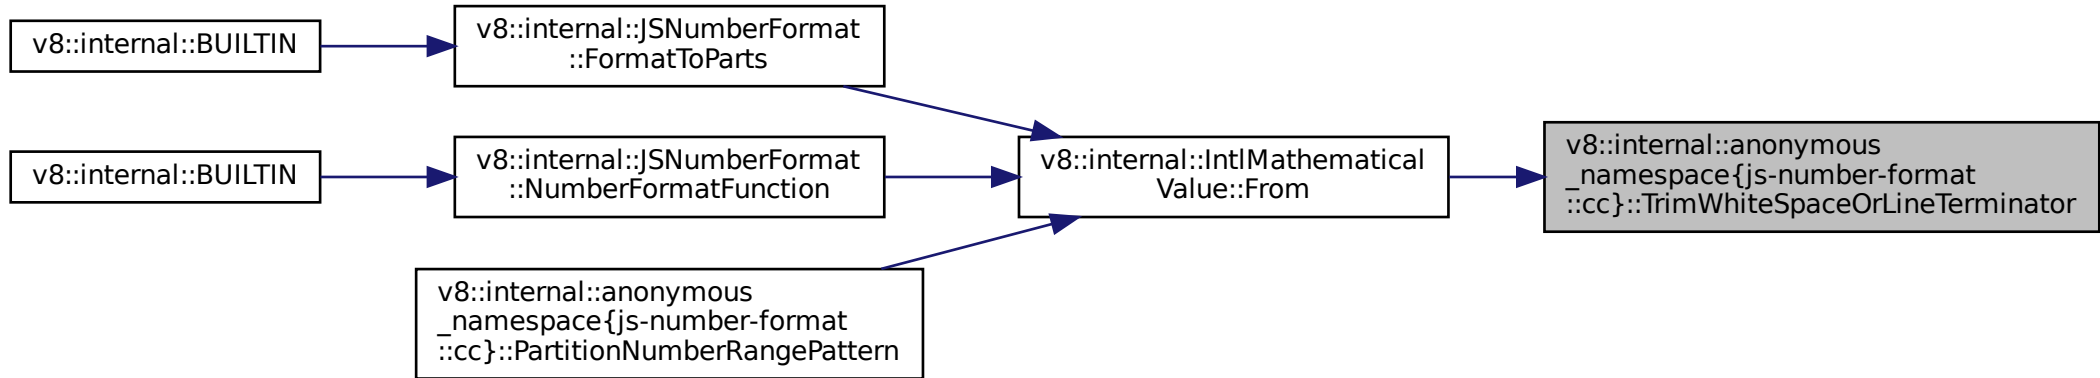 v8::internal::BUILTIN
v8::internal::JSNumberFormat
::FormatToParts
v8::internal::BUILTIN
v8::internal::JSNumberFormat
::NumberFormatFunction
v8::internal::anonymous
_namespace{js-number-format
::cc}::PartitionNumberRangePattern
v8::internal::IntlMathematical
Value::From
v8::internal::anonymous
_namespace{js-number-format
::cc}::TrimWhiteSpaceOrLineTerminator